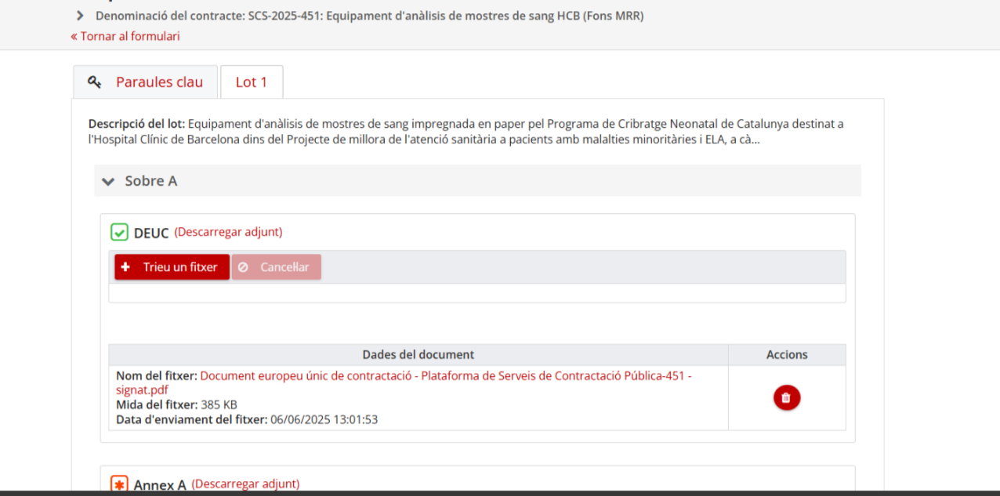 Denominació del contracte: SCS-2025-451: Equipament d'anàlisis de mostres de sang HCB (Fons MRR)
« Tornar al formulari
Paraules clau
Lot 1
Descripció del lot: Equipament d'anàlisis de mostres de sang impregnada en paper pel Programa de Cribratge Neonatal de Catalunya destinat a
l'Hospital Clínic de Barcelona dins del Projecte de millora de l'atenció sanitària a pacients amb malalties minoritàries i ELA, a cà...
Sobre A
DEUC (Descarregar adjunt)
Trieu un fitxer
Cancel·lar
Dades del document
Accions
Nom del fitxer: Document europeu únic de contractació - Plataforma de Serveis de Contractació Pública-451 -
signat.pdf
Mida del fitxer: 385 KB
Data d'enviament del fitxer: 06/06/2025 13:01:53
Annex A (Descarregar adjunt)